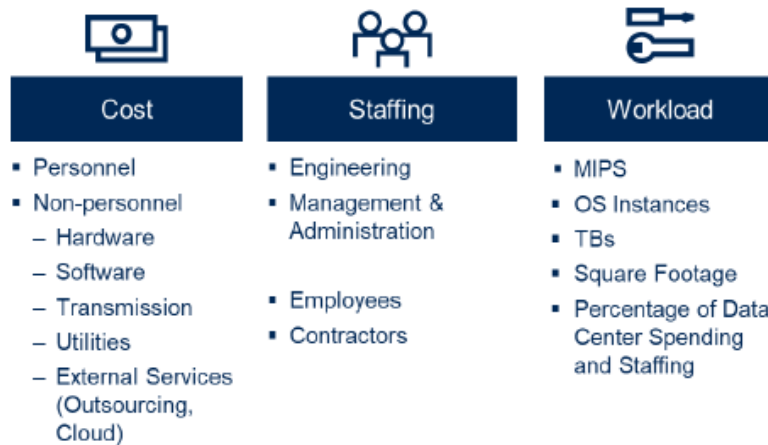 Cost
▪ Personnel
▪ Non-personnel
– Hardware
– Software
– Transmission
– Utilities
– External Services
(Outsourcing,
Cloud)
Staffing
▪ Engineering
▪ Management &
Administration
▪ Employees
▪ Contractors
Workload
▪ MIPS
▪ OS Instances
▪ TBs
▪ Square Footage
▪ Percentage of Data
Center Spending
and Staffing